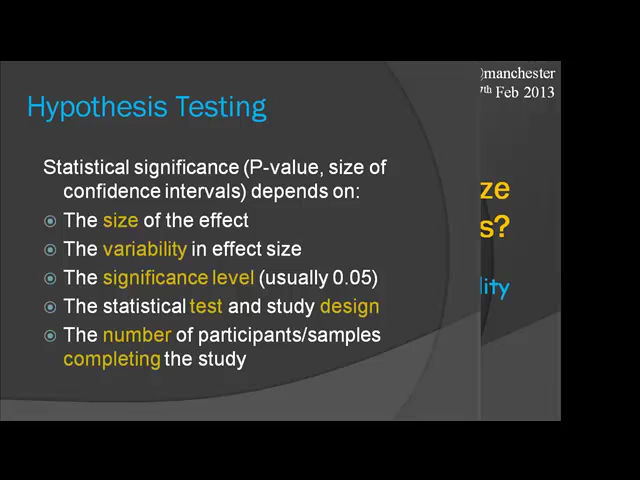 Hypothesis Testing
Statistical significance (P-value, size of
confidence intervals) depends on:
The size of the effect
The variability in effect size
The significance level (usually 0.05)
The statistical test and study design
The number of participants/samples
completing the study
manchester
7th Feb 2013
ze
s?
lity